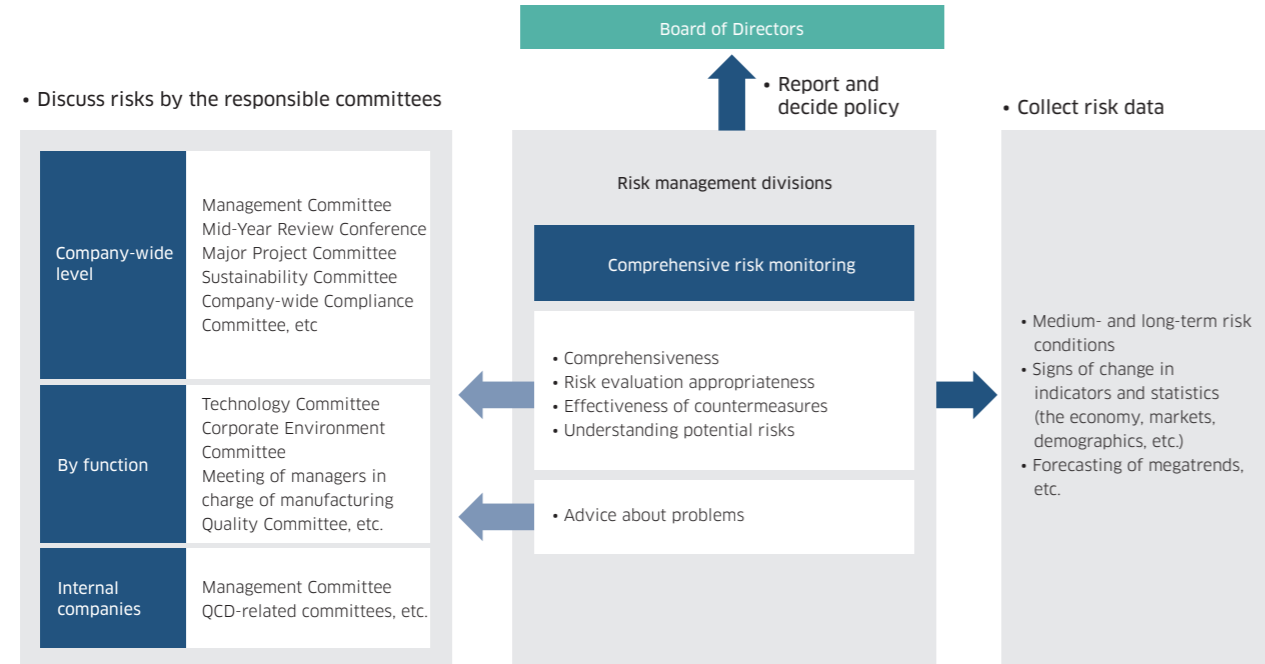 Board of Directors
• Report and
decide policy
• Discuss risks by the responsible committees
Company-wide
level
Management Committee
Mid-Year Review Conference
Major Project Committee
Sustainability Committee
Company-wide Compliance
Committee, etc
By function
Technology Committee
Corporate Environment
Committee
Meeting of managers in
charge of manufacturing
Quality Committee, etc.
Internal
companies
Management Committee
QCD-related committees, etc.
Risk management divisions
Comprehensive risk monitoring
• Comprehensiveness
• Risk evaluation appropriateness
• Effectiveness of countermeasures
• Understanding potential risks
• Advice about problems
• Collect risk data
• Medium- and long-term risk
conditions
• Signs of change in
indicators and statistics
(the economy, markets,
demographics, etc.)
• Forecasting of megatrends,
etc.